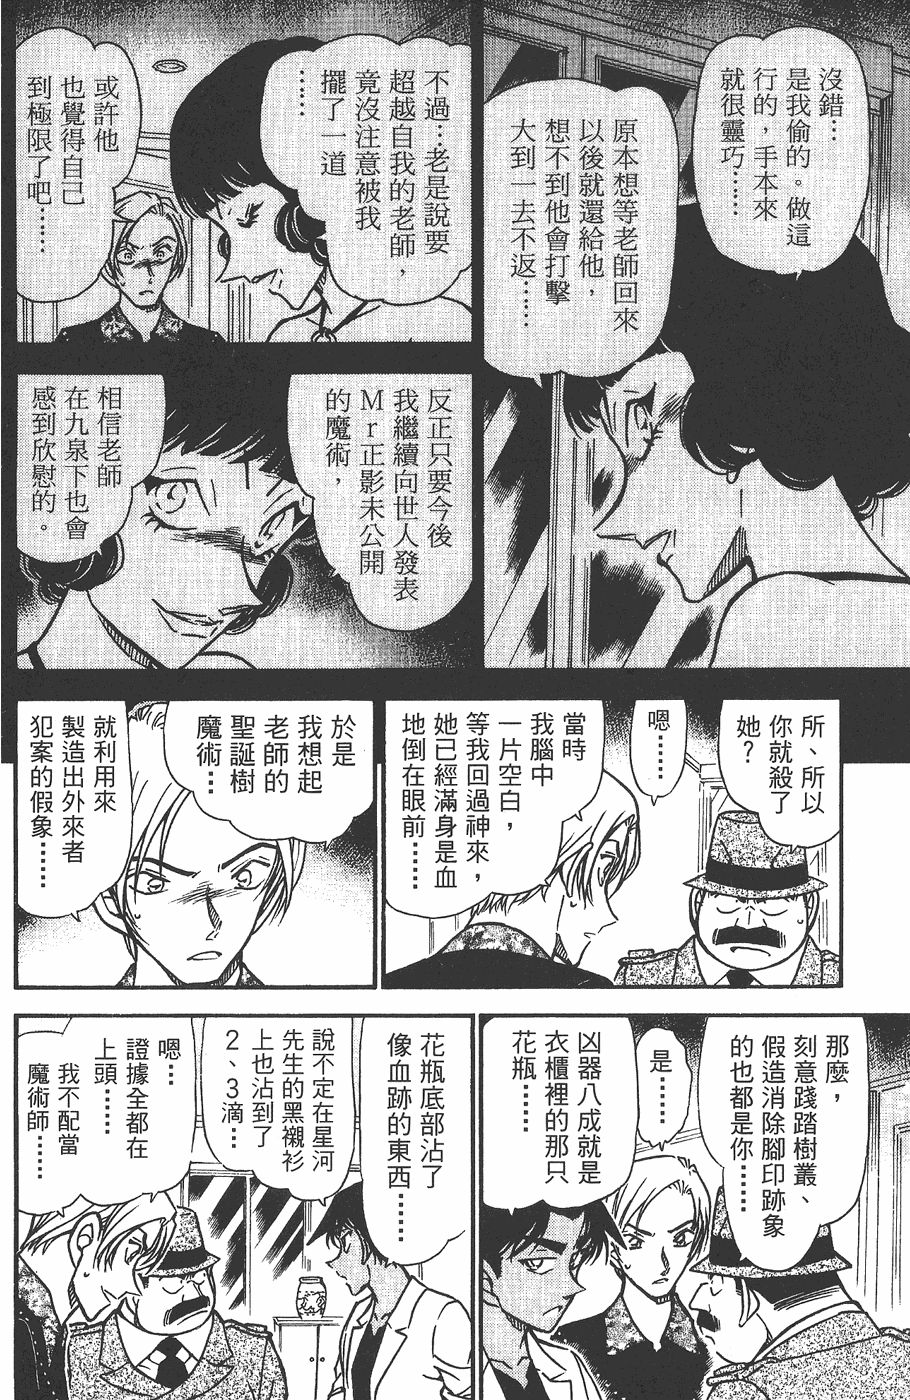 沒錯…
是我偷的。做這
行的，手本來
就很靈巧……
原本想等老師回來
以後就還給他，
想不到他會打擊
大到一去不返……
不過…老是說要
超越自我的老師，
竟沒注意被我
擺了一道
……
或許他
也覺得自己
到極限了吧……
反正只要今後
我繼續向世人發表
Mr正影未公開
的魔術，
相信老師
在九泉下也會
感到欣慰的。
所、所以
你就殺了
她？
嗯……
當時
我腦中
一片空白，
等我回過神來，
她已經滿身是血
地倒在眼前……
於是
我想起
老師的
聖誕樹
魔術…
就利用來
製造出外來者
犯案的假象……
那麼，
刻意踐踏樹叢、
假造消除腳印跡象
的也都是你……
是……
凶器八成就是
衣櫃裡的那只
花瓶……
花瓶底部沾了
像血跡的東西…
說不定在星河
先生的黑襯衫
上也沾到了
2、3滴…
嗯…
證據全都在
上頭……
我不配當
魔術師……